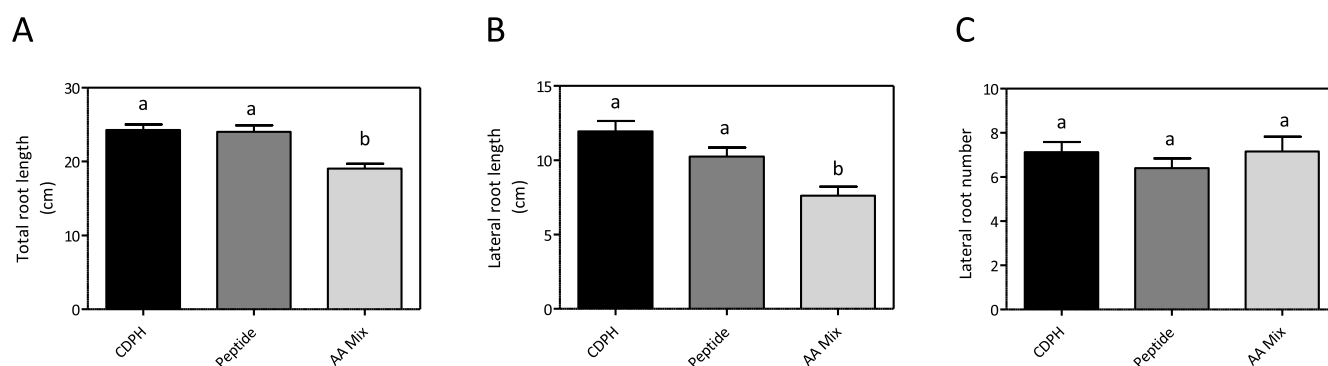 A
Total root length
(cm)
30
20
10
0
a
a
b
CDPH
Peptide
AA Mix
B
Lateral root length
(cm)
15
10
5
0
a
a
b
CDPH
Peptide
AA Mix
C
Lateral root number
10
8
6
4
2
0
a
a
a
CDPH
Peptide
AA Mix